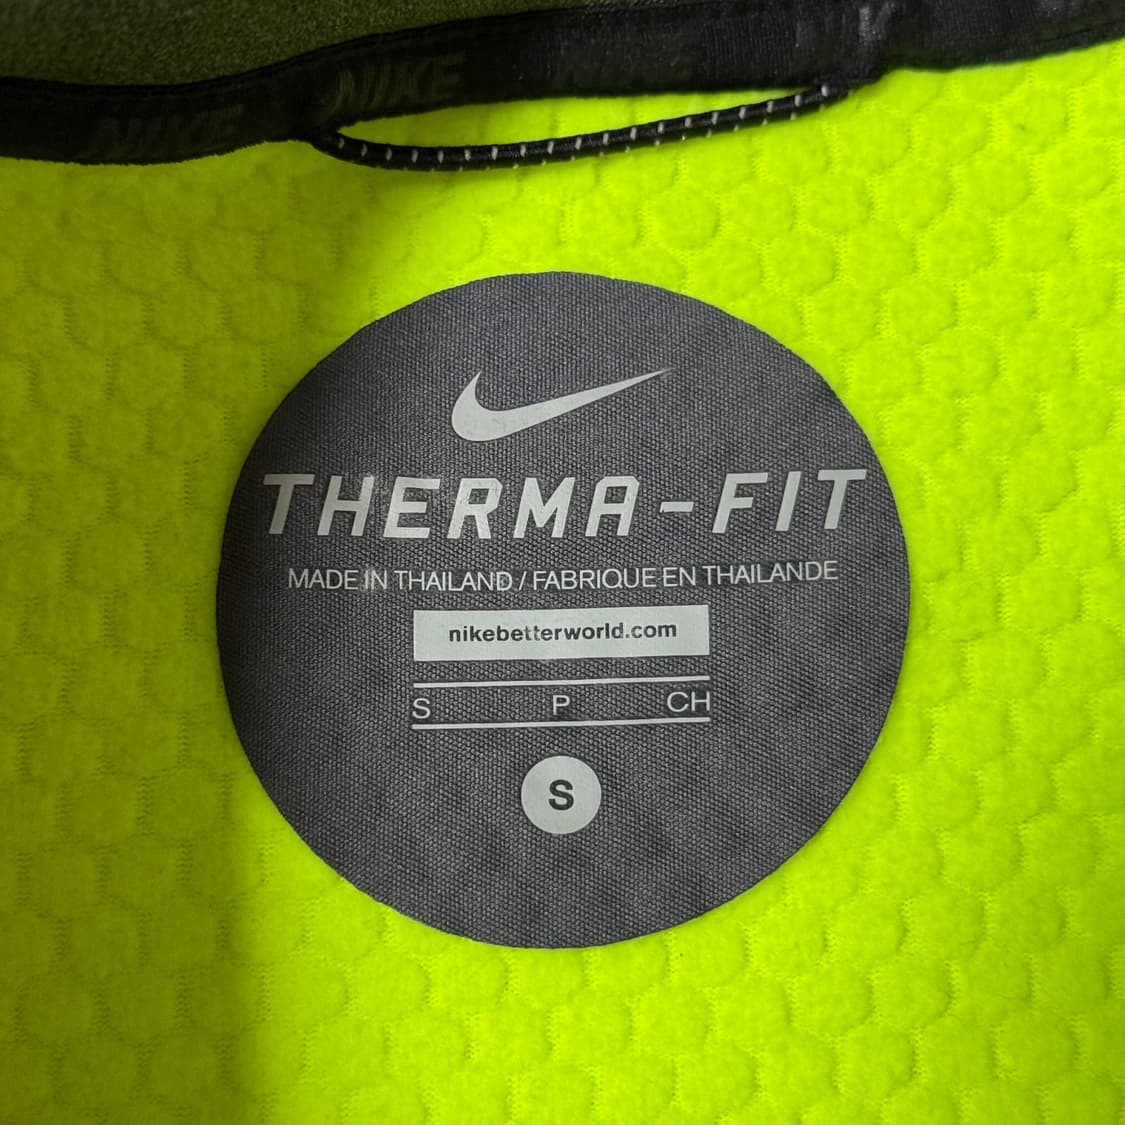 NIKE NIKE
THERMA-FIT
MADE IN THAILAND / FABRIQUE EN THAILANDE
nikebetterworld.com
S P CH
S